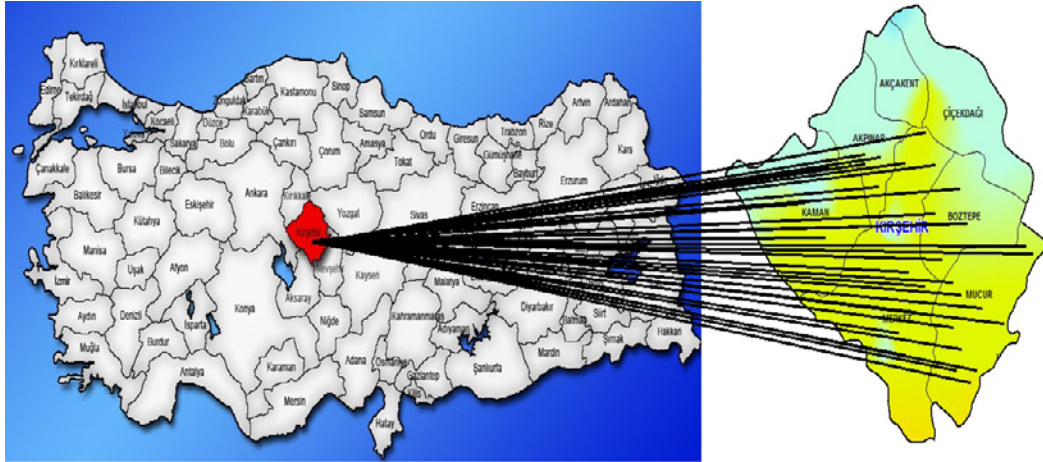 Kırklareli
Edirne
Tekirdağ
İstanbul
Kocaeli
Sakarya
Düzce
Zonguldak
Bartın
Karabük
Kastamonu
Sinop
Samsun
Ordu
Giresun
Trabzon
Rize
Artvin
Ardahan
Çanakkale
Bursa
Bilecik
Bolu
Çankırı
Çorum
Amasya
Tokat
Gümüşhane
Bayburt
Kars
Balıkesir
Kütahya
Eskişehir
Ankara
Kırıkkale
Yozgat
Sivas
Erzincan
Erzurum
Manisa
Uşak
Afyon
Kırşehir
Nevşehir
Kayseri
İzmir
Aydın
Denizli
Isparta
Konya
Aksaray
Niğde
Kahramanmaraş
Malatya
Adıyaman
Diyarbakır
Batman
Siirt
Şırnak
Hakkari
Muğla
Burdur
Antalya
Karaman
Mersin
Adana
Osmaniye
Gaziantep
Kilis
Şanlıurfa
Mardin
Hatay
AKÇAKENT
ÇİÇEKDAĞI
AKPINAR
KAMAN
KIRŞEHİR
BOZTEPE
MUCUR
MERKEZ